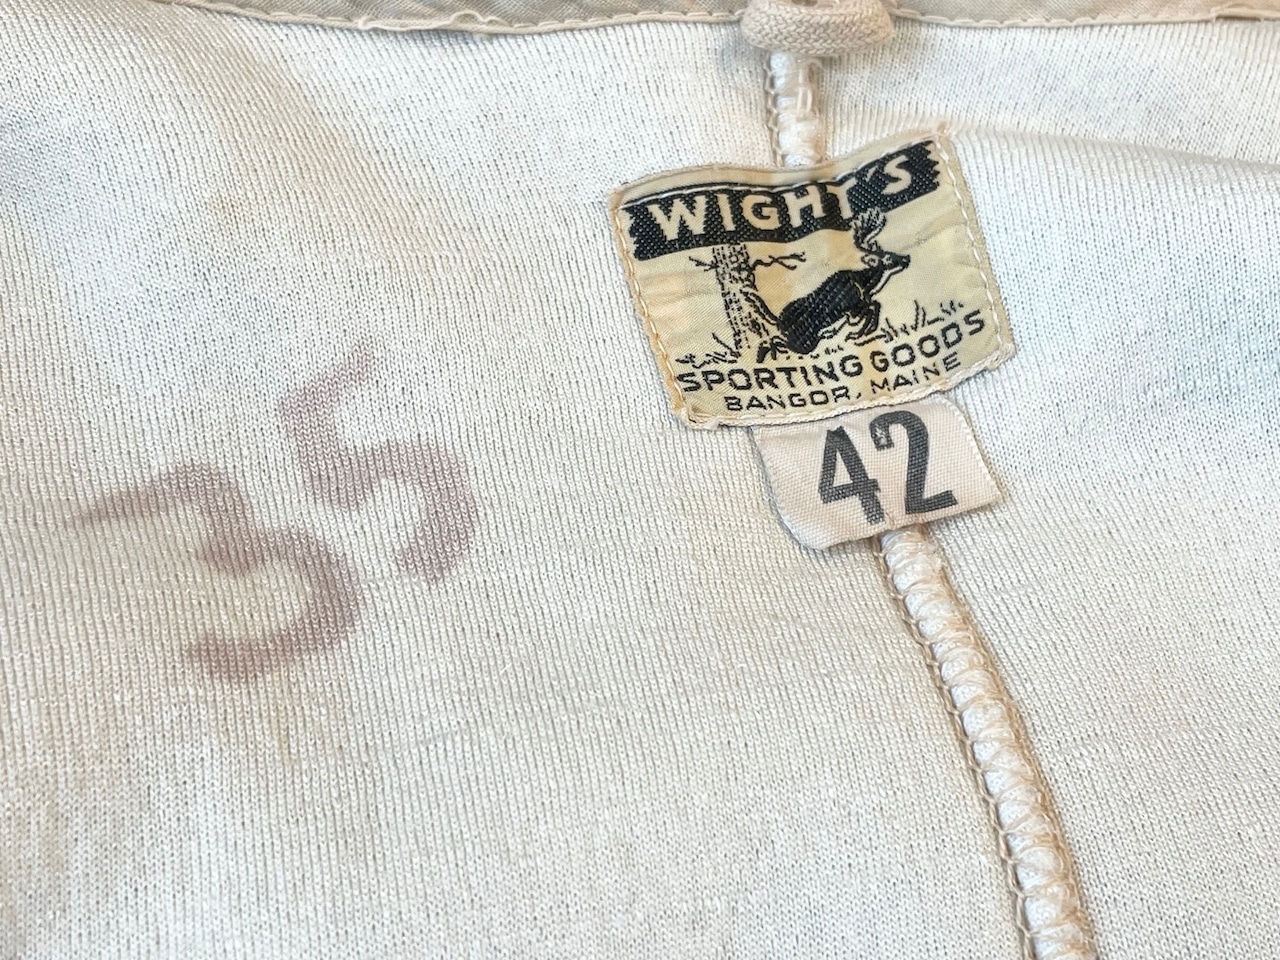 WIGHT'S
SPORTING GOODS
BANGOR, MAINE
42
35